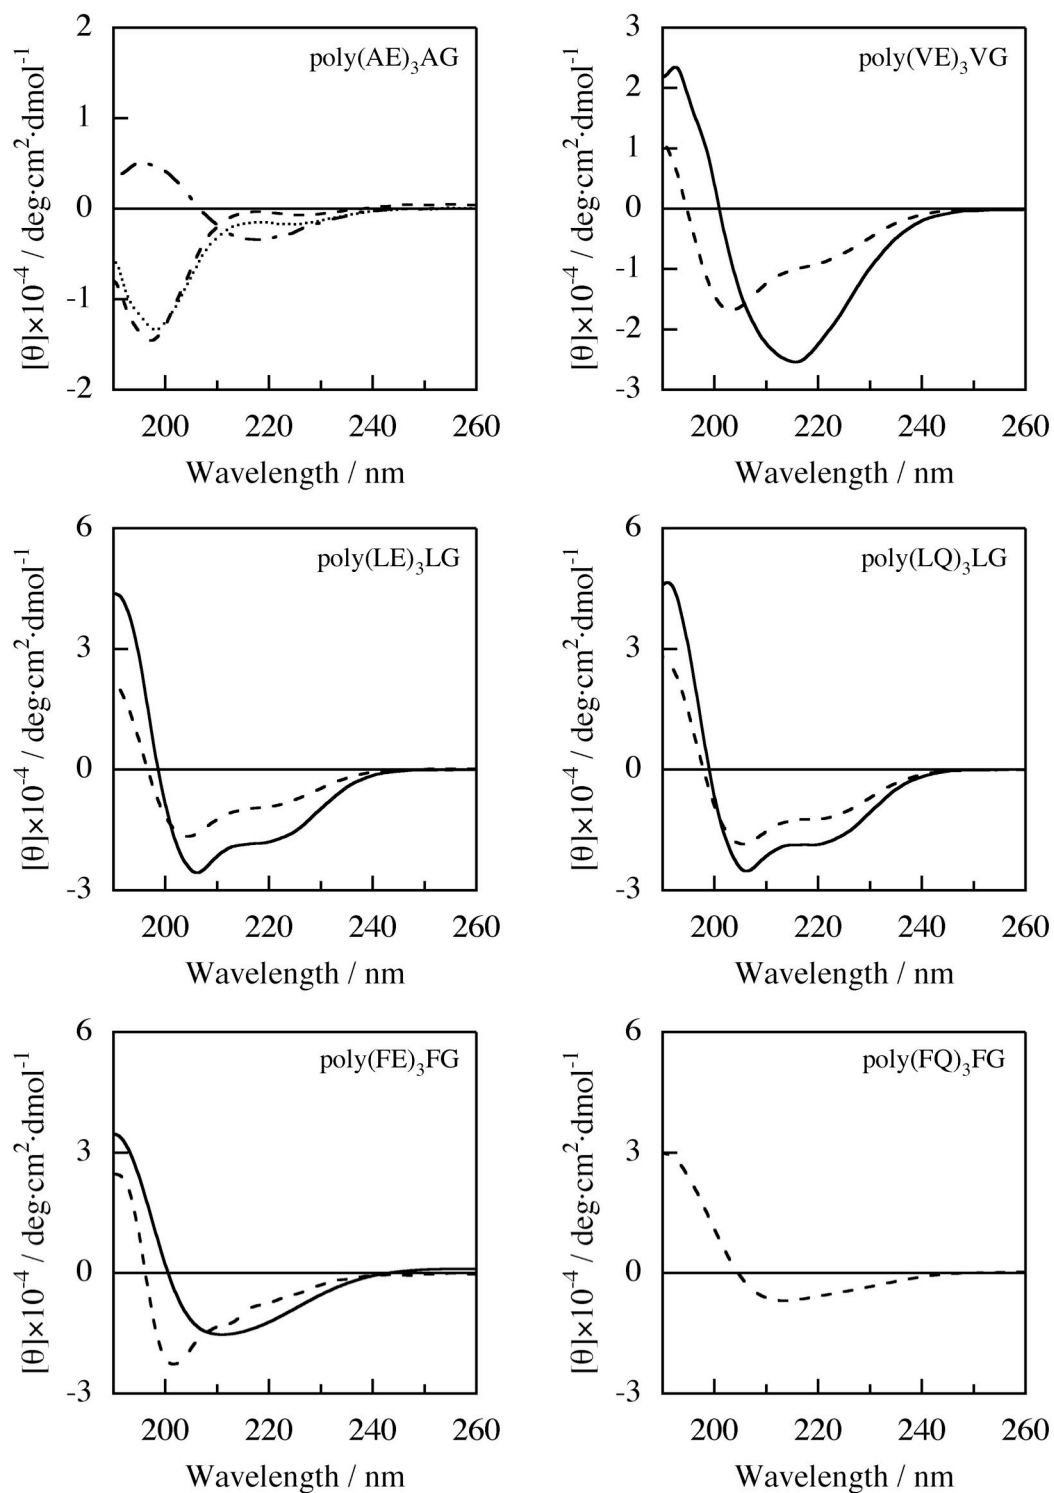 poly(AE)₃AG
[θ]×10⁻⁴ / deg·cm²·dmol⁻¹
2
1
0
-1
-2
200 220 240 260
Wavelength / nm
poly(VE)₃VG
[θ]×10⁻⁴ / deg·cm²·dmol⁻¹
3
2
1
0
-1
-2
-3
200 220 240 260
Wavelength / nm
poly(LE)₃LG
[θ]×10⁻⁴ / deg·cm²·dmol⁻¹
6
3
0
-3
200 220 240 260
Wavelength / nm
poly(LQ)₃LG
[θ]×10⁻⁴ / deg·cm²·dmol⁻¹
6
3
0
-3
200 220 240 260
Wavelength / nm
poly(FE)₃FG
[θ]×10⁻⁴ / deg·cm²·dmol⁻¹
6
3
0
-3
200 220 240 260
Wavelength / nm
poly(FQ)₃FG
[θ]×10⁻⁴ / deg·cm²·dmol⁻¹
6
3
0
-3
200 220 240 260
Wavelength / nm